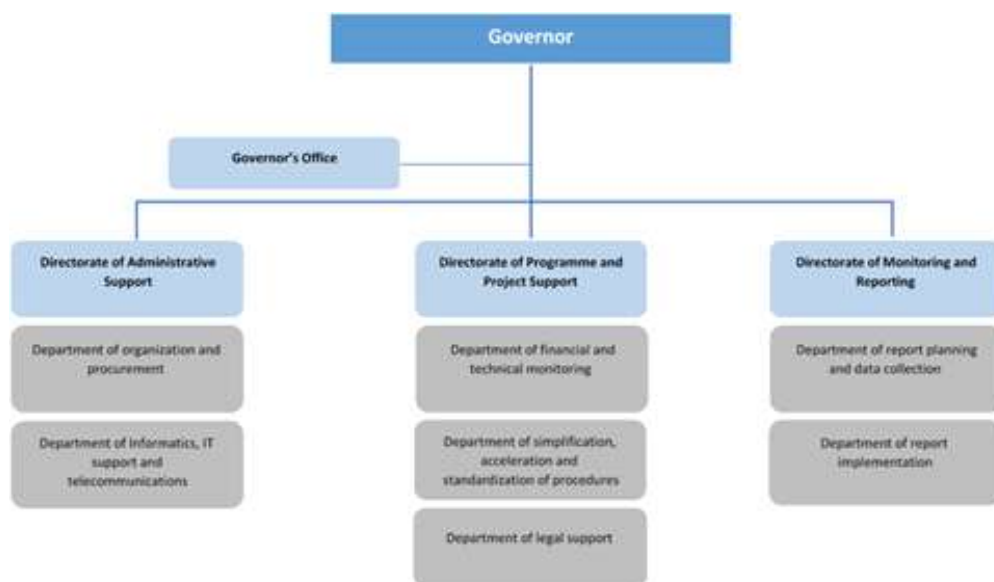 Governor
Governor's Office
Directorate of Administrative
Support
Directorate of Programme and
Project Support
Directorate of Monitoring and
Reporting
Department of organization and
procurement
Department of financial and
technical monitoring
Department of report planning
and data collection
Department of Informatics, IT
support and
telecommunications
Department of simplification,
acceleration and
standardization of procedures
Department of report
implementation
Department of legal support